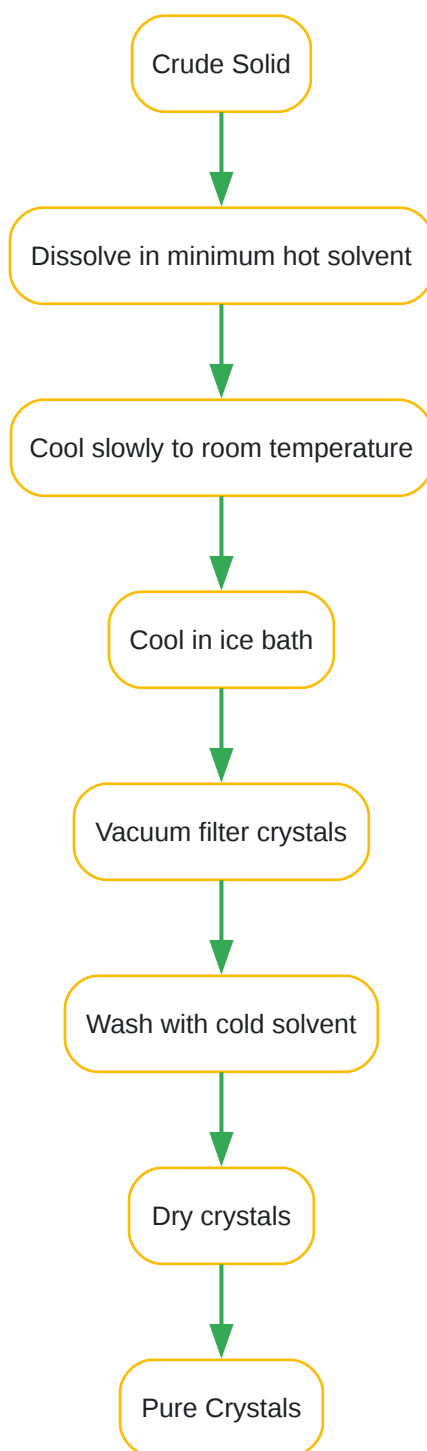 Crude Solid
Dissolve in minimum hot solvent
Cool slowly to room temperature
Cool in ice bath
Vacuum filter crystals
Wash with cold solvent
Dry crystals
Pure Crystals